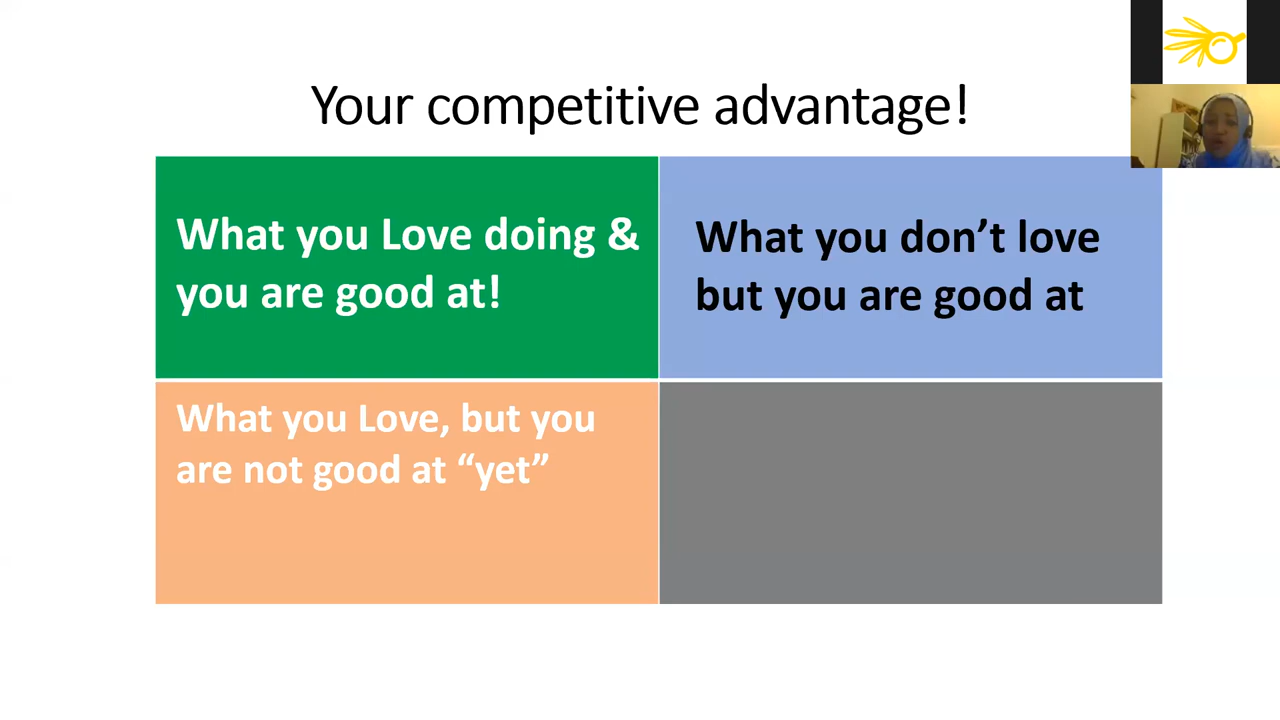 Your competitive advantage!
What you Love doing &
you are good at!
What you don’t love
but you are good at
What you Love, but you
are not good at “yet”